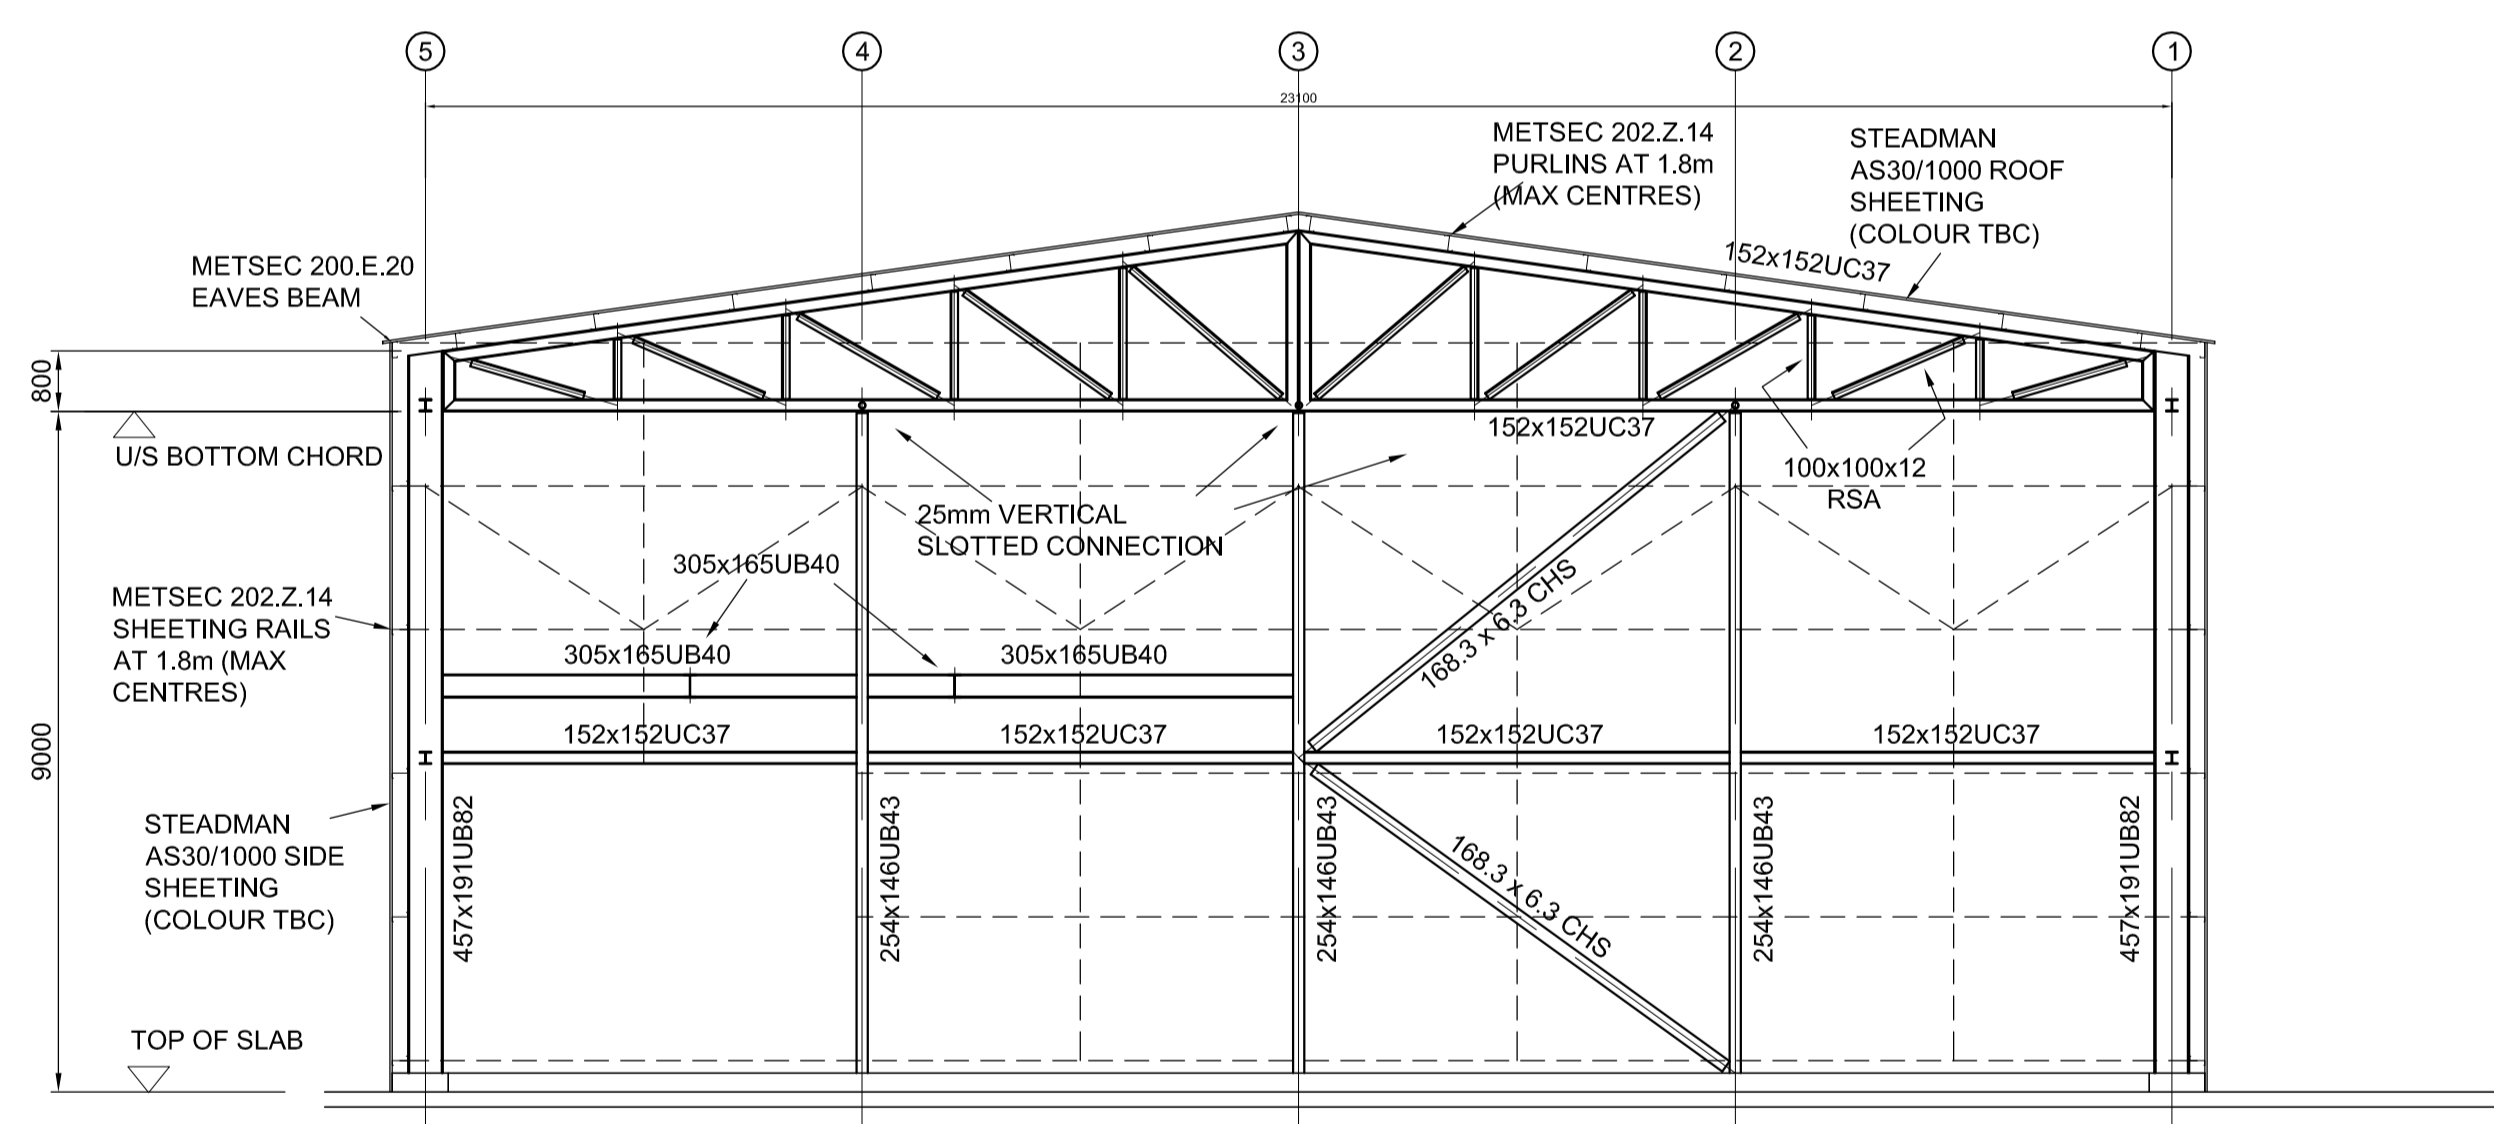 5
4
3
2
1
23100
METSEC 202.Z.14
PURLINS AT 1.8m
(MAX CENTRES)
STEADMAN
AS30/1000 ROOF
SHEETING
(COLOUR TBC)
152x152UC37
METSEC 200.E.20
EAVES BEAM
800
U/S BOTTOM CHORD
152x152UC37
100x100x12
RSA
25mm VERTICAL
SLOTTED CONNECTION
305x165UB40
METSEC 202.Z.14
SHEETING RAILS
AT 1.8m (MAX
CENTRES)
305x165UB40
305x165UB40
168.3 x 6.3 CHS
9000
152x152UC37
152x152UC37
152x152UC37
152x152UC37
STEADMAN
AS30/1000 SIDE
SHEETING
(COLOUR TBC)
457x191UB82
254x146UB43
254x146UB43
168.3 x 6.3 CHS
254x146UB43
457x191UB82
TOP OF SLAB